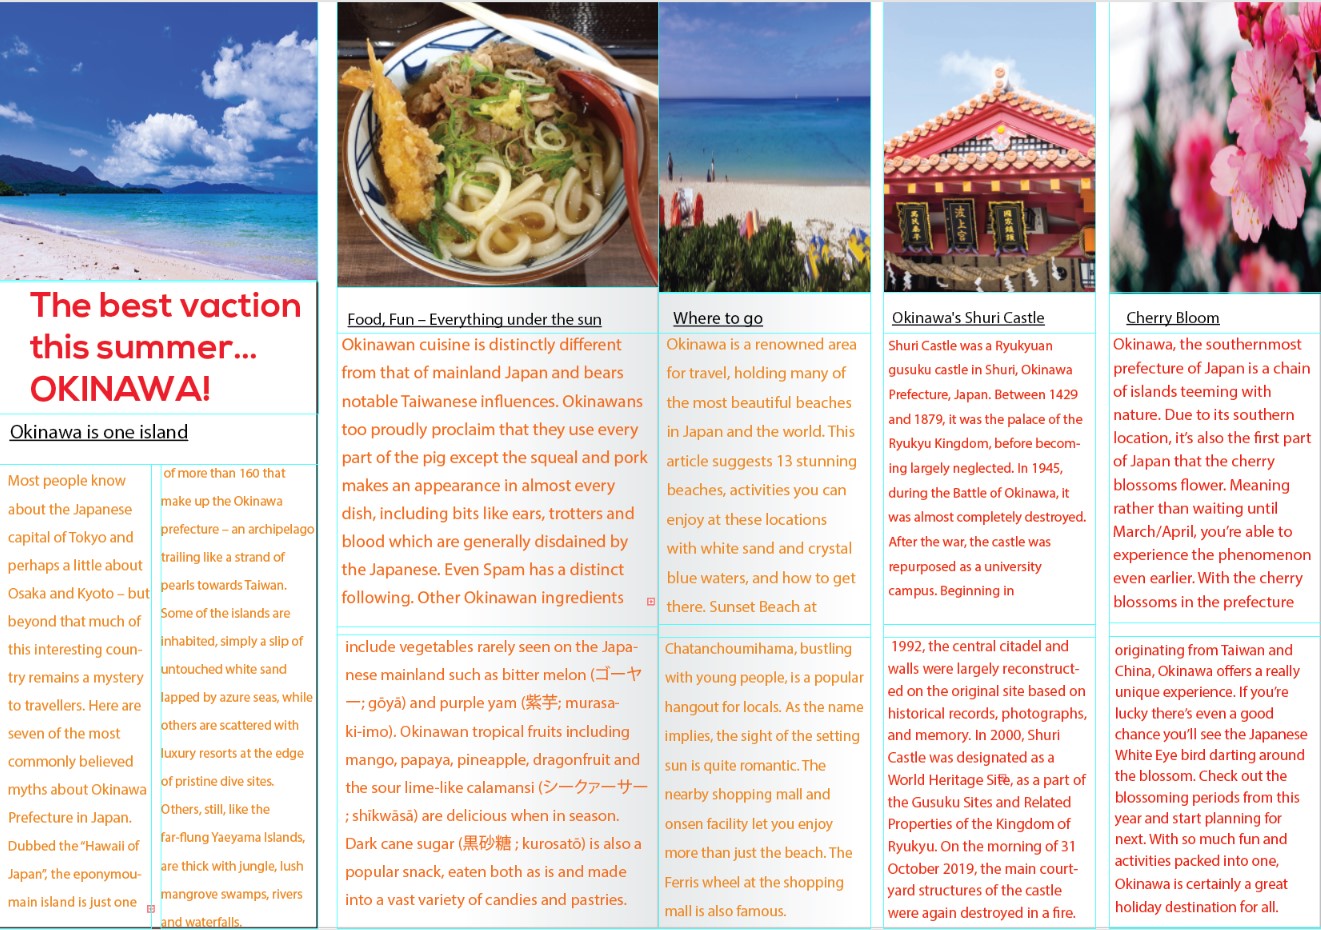 The best vaction
this summer...
OKINAWA!
Okinawa is one island
Most people know
about the Japanese
capital of Tokyo and
perhaps a little about
Osaka and Kyoto – but
beyond that much of
this interesting coun-
try remains a mystery
to travellers. Here are
seven of the most
commonly believed
myths about Okinawa
Prefecture in Japan.
Dubbed the "Hawaii of
Japan", the eponymou-
main island is just one
of more than 160 that
make up the Okinawa
prefecture – an archipelago
trailing like a strand of
pearls towards Taiwan.
Some of the islands are
inhabited, simply a slip of
untouched white sand
lapped by azure seas, while
others are scattered with
luxury resorts at the edge
of pristine dive sites.
Others, still, like the
far-flung Yaeyama Islands,
are thick with jungle, lush
mangrove swamps, rivers
and waterfalls.
Food, Fun – Everything under the sun
Okinawan cuisine is distinctly different
from that of mainland Japan and bears
notable Taiwanese influences. Okinawans
too proudly proclaim that they use every
part of the pig except the squeal and pork
makes an appearance in almost every
dish, including bits like ears, trotters and
blood which are generally disdained by
the Japanese. Even Spam has a distinct
following. Other Okinawan ingredients
include vegetables rarely seen on the Japa-
nese mainland such as bitter melon (ゴーヤ
ー; gōyā) and purple yam (紫芋; murasa-
ki-imo). Okinawan tropical fruits including
mango, papaya, pineapple, dragonfruit and
the sour lime-like calamansi (シークァーサー
; shīkwāsā) are delicious when in season.
Dark cane sugar (黒砂糖 ; kurosatō) is also a
popular snack, eaten both as is and made
into a vast variety of candies and pastries.
Where to go
Okinawa is a renowned area
for travel, holding many of
the most beautiful beaches
in Japan and the world. This
article suggests 13 stunning
beaches, activities you can
enjoy at these locations
with white sand and crystal
blue waters, and how to get
there. Sunset Beach at
Chatanchoumihama, bustling
with young people, is a popular
hangout for locals. As the name
implies, the sight of the setting
sun is quite romantic. The
nearby shopping mall and
onsen facility let you enjoy
more than just the beach. The
Ferris wheel at the shopping
mall is also famous.
波上宮
Okinawa's Shuri Castle
Shuri Castle was a Ryukyuan
gusuku castle in Shuri, Okinawa
Prefecture, Japan. Between 1429
and 1879, it was the palace of the
Ryukyu Kingdom, before becom-
ing largely neglected. In 1945,
during the Battle of Okinawa, it
was almost completely destroyed.
After the war, the castle was
repurposed as a university
campus. Beginning in
1992, the central citadel and
walls were largely reconstruct-
ed on the original site based on
historical records, photographs,
and memory. In 2000, Shuri
Castle was designated as a
World Heritage Site, as a part of
the Gusuku Sites and Related
Properties of the Kingdom of
Ryukyu. On the morning of 31
October 2019, the main court-
yard structures of the castle
were again destroyed in a fire.
Cherry Bloom
Okinawa, the southernmost
prefecture of Japan is a chain
of islands teeming with
nature. Due to its southern
location, it's also the first part
of Japan that the cherry
blossoms flower. Meaning
rather than waiting until
March/April, you're able to
experience the phenomenon
even earlier. With the cherry
blossoms in the prefecture
originating from Taiwan and
China, Okinawa offers a really
unique experience. If you're
lucky there's even a good
chance you'll see the Japanese
White Eye bird darting around
the blossom. Check out the
blossoming periods from this
year and start planning for
next. With so much fun and
activities packed into one,
Okinawa is certainly a great
holiday destination for all.